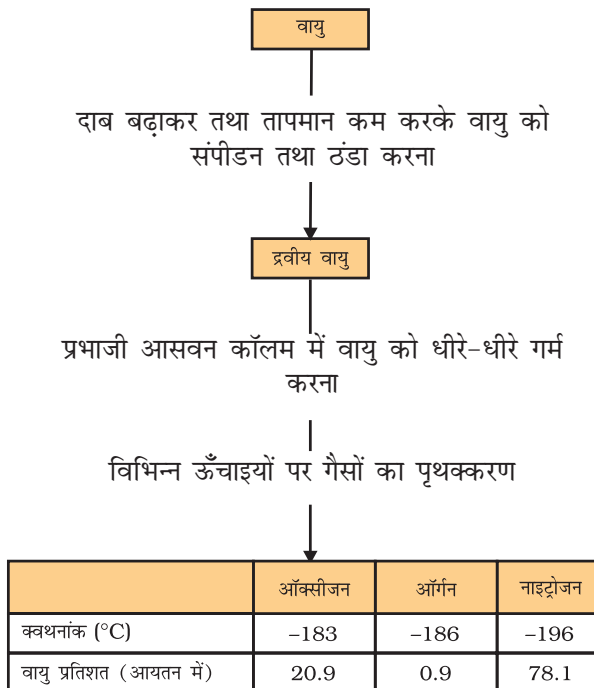 वायु
दाब बढ़ाकर तथा तापमान कम करके वायु को
संपीडन तथा ठंडा करना
द्रवीय वायु
प्रभाजी आसवन कॉलम में वायु को धीरे-धीरे गर्म
करना
विभिन्न ऊँचाइयों पर गैसों का पृथक्करण
ऑक्सीजन ऑर्गन नाइट्रोजन
क्वथनांक (°C) –183 –186 –196
वायु प्रतिशत (आयतन में) 20.9 0.9 78.1